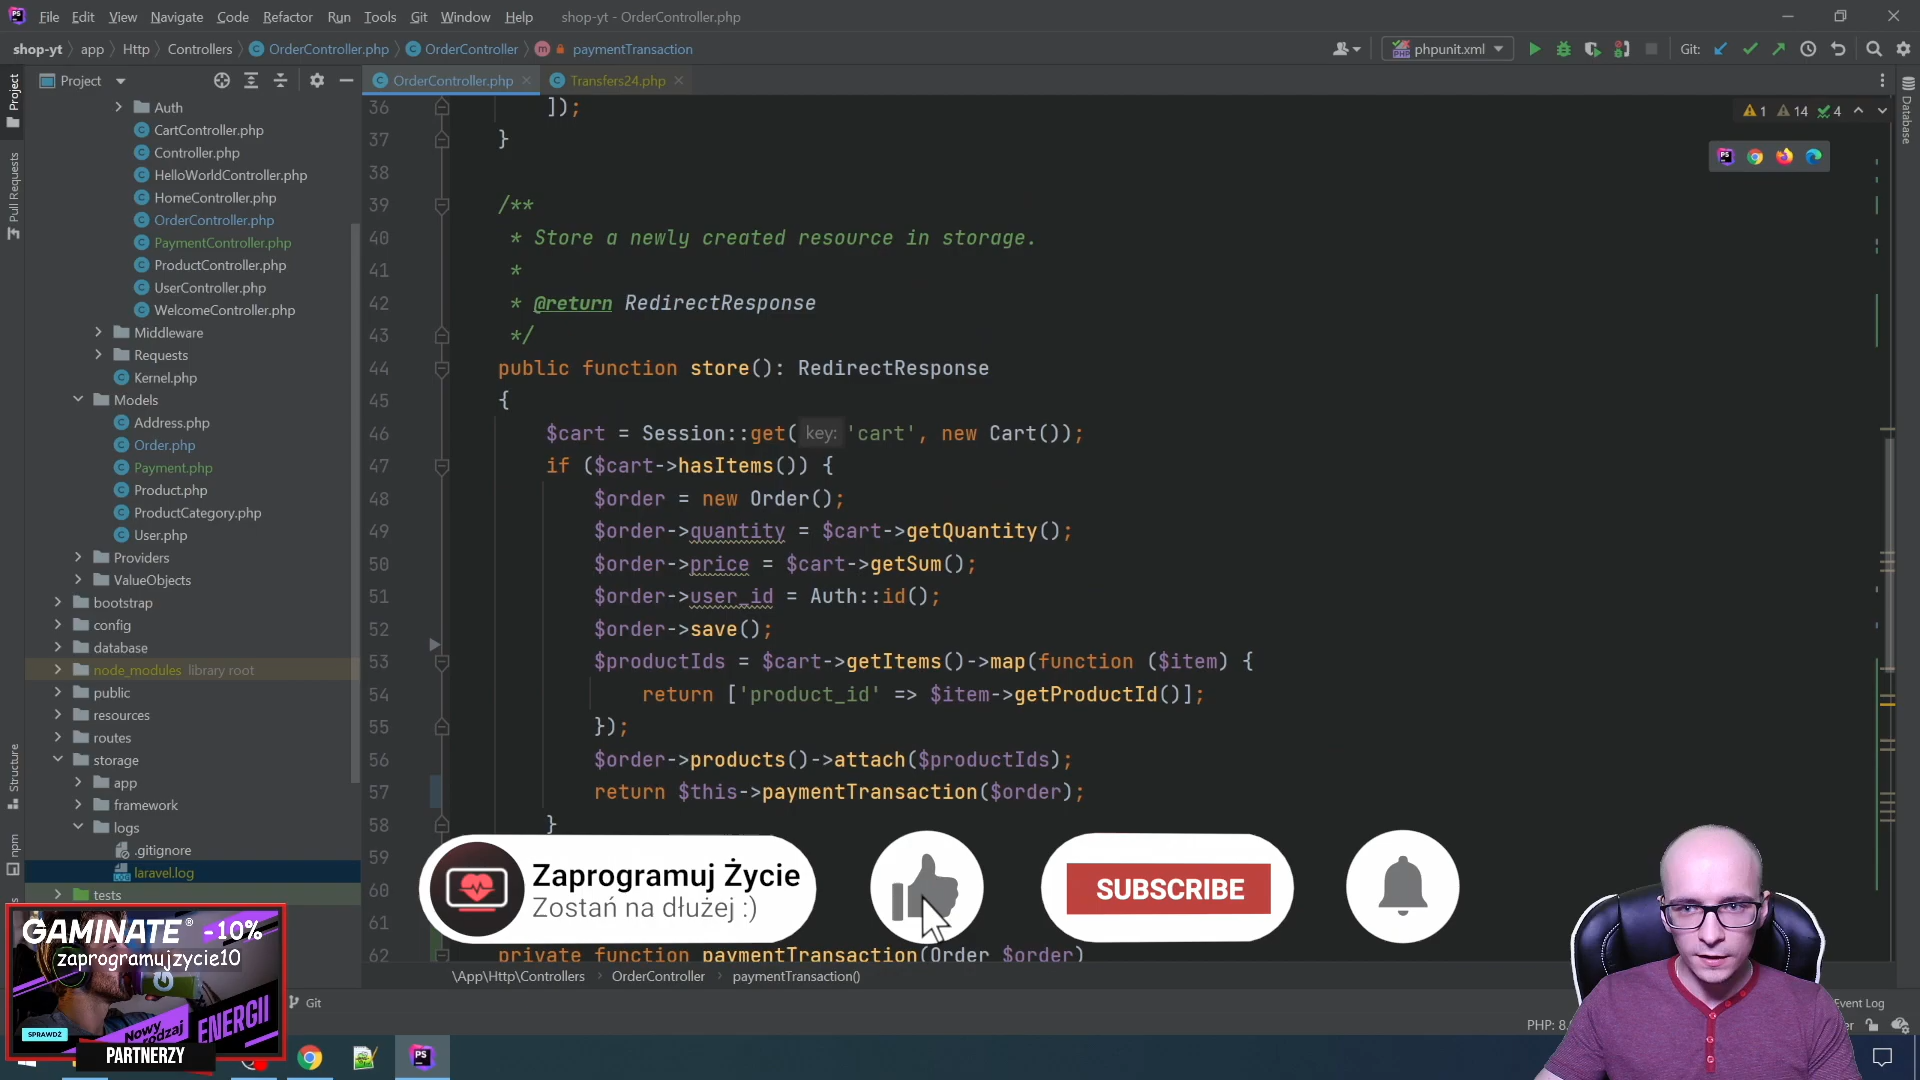 File Edit View Navigate Code Refactor Run Tools Git Window Help shop-yt - OrderController.php
shop-yt app Http Controllers OrderController.php OrderController m paymentTransaction phpunit.xml Git:
Project OrderController.php Transfers24.php
Project
Pull Requests
Structure
npm
Database
Auth
CartController.php
Controller.php
HelloWorldController.php
HomeController.php
OrderController.php
PaymentController.php
ProductController.php
UserController.php
WelcomeController.php
Middleware
Requests
Kernel.php
Models
Address.php
Order.php
Payment.php
Product.php
ProductCategory.php
User.php
Providers
ValueObjects
bootstrap
config
database
node_modules library root
public
resources
routes
storage
app
framework
logs
.gitignore
laravel.log
tests
1 14 4
36 ]);
37 }
38
39 /**
40 * Store a newly created resource in storage.
41 *
42 * @return RedirectResponse
43 */
44 public function store(): RedirectResponse
45 {
46 $cart = Session::get( key: 'cart', new Cart());
47 if ($cart->hasItems()) {
48 $order = new Order();
49 $order->quantity = $cart->getQuantity();
50 $order->price = $cart->getSum();
51 $order->user_id = Auth::id();
52 $order->save();
53 $productIds = $cart->getItems()->map(function ($item) {
54 return ['product_id' => $item->getProductId()];
55 });
56 $order->products()->attach($productIds);
57 return $this->paymentTransaction($order);
58 }
59
60
61
62 private function paymentTransaction(Order $order)
Zaprogramuj Życie
Zostań na dłużej :)
SUBSCRIBE
\App\Http\Controllers OrderController paymentTransaction()
Git
Event Log
PHP: 8.
GAMINATE® -10%
zaprogramujzycie10
SPRAWDŹ
Nowy rodzaj
ENERGII
PARTNERZY
PS